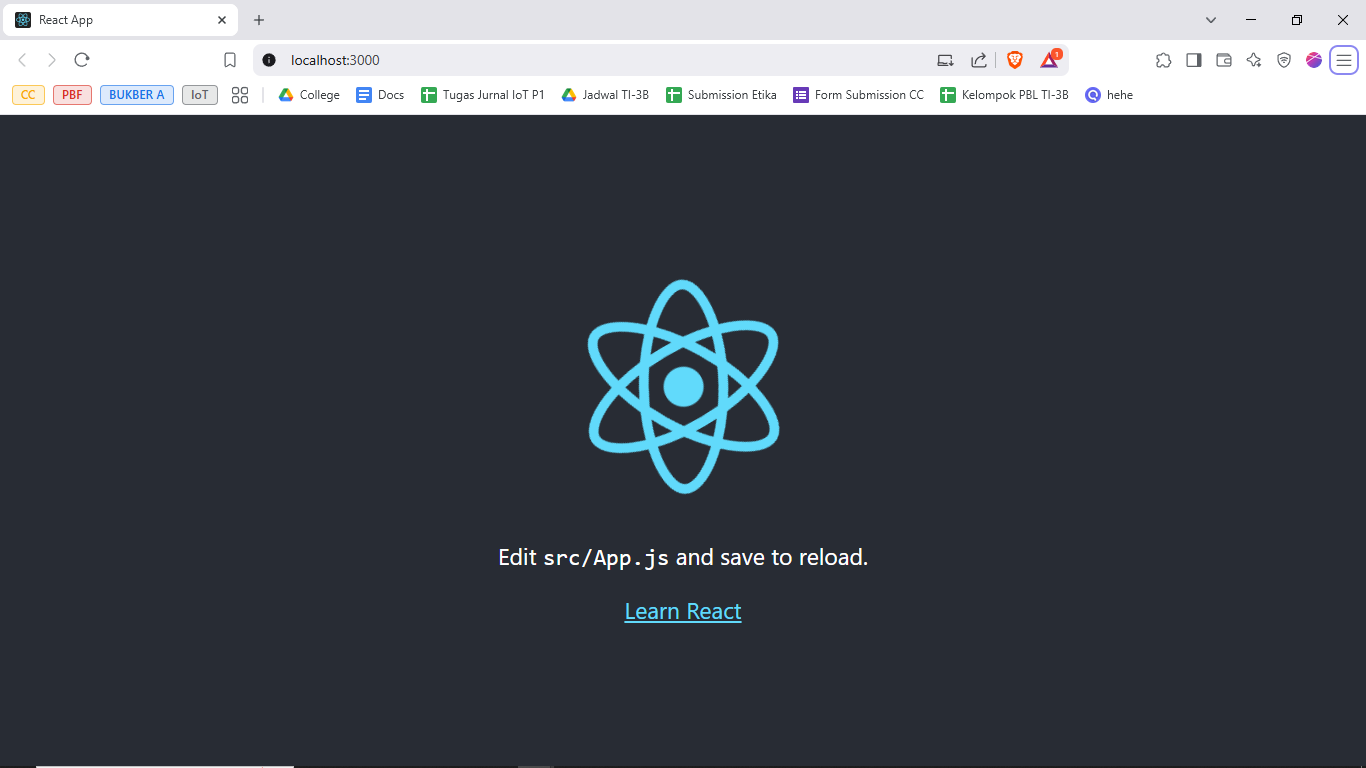 React App
localhost:3000
1
CC PBF BUKBER A IoT College Docs Tugas Jurnal IoT P1 Jadwal TI-3B Submission Etika Form Submission CC Kelompok PBL TI-3B hehe
Edit src/App.js and save to reload.
Learn React